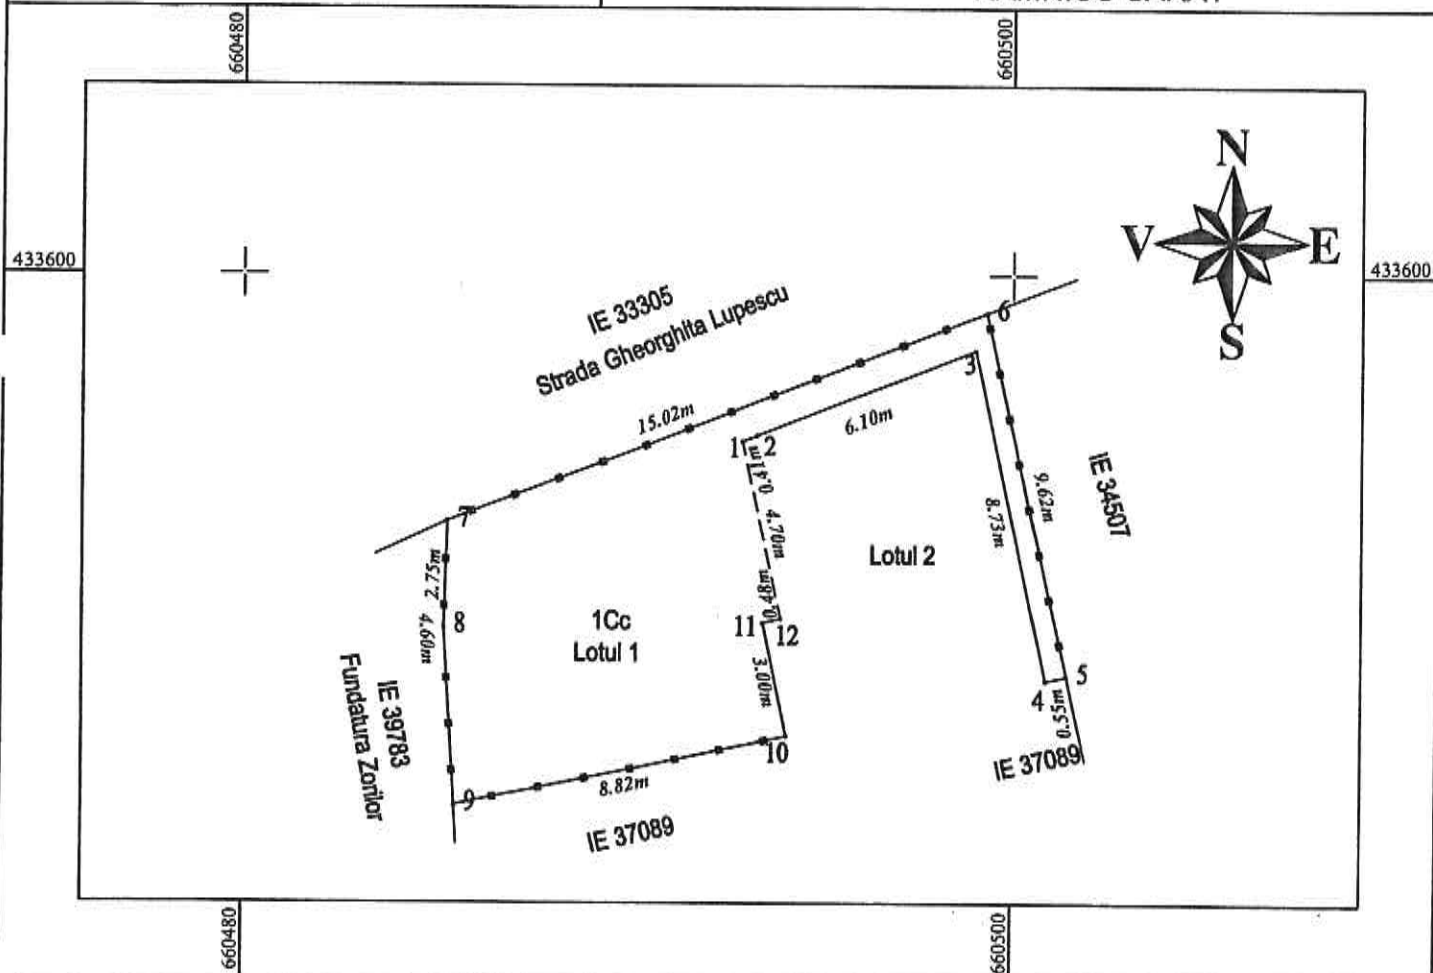 660480
660500
N
433600
V
E
433600
S
IE 33305
Strada Gheorghita Lupescu
6
3
15.02m
6.10m
1
2
0.41m
IE 34507
9.62m
7
4.70m
8.73m
Lotul 2
2.75m
0.48m
8
1Cc
11
12
4.60m
Lotul 1
3.00m
5
4
IE 39783
Fundatura Zorilor
0.55m
10
IE 37089
8.82m
9
IE 37089
660480
660500